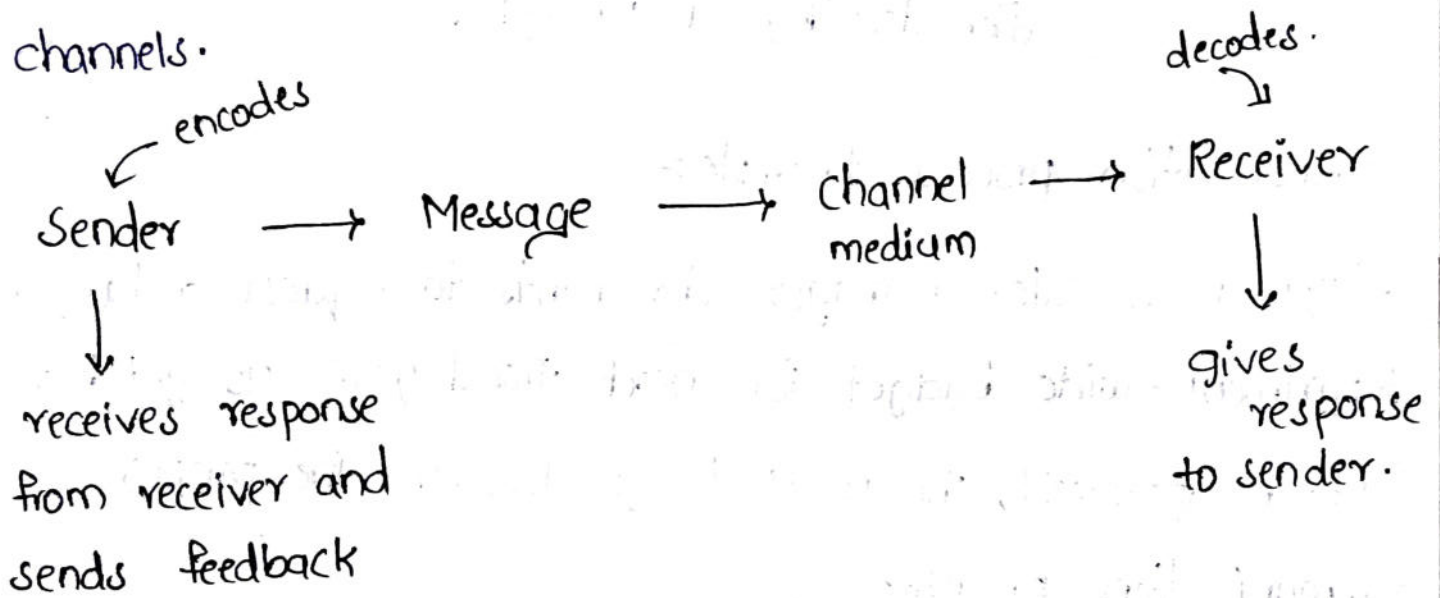 channels.
decodes.
encodes
Sender → Message → Channel → Receiver
medium
receives response
from receiver and
sends feedback
gives
response
to sender.